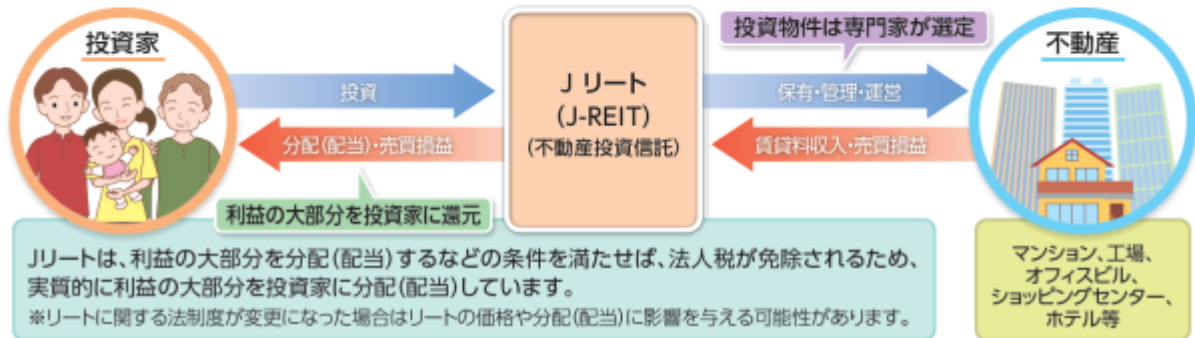 投資家
投資
分配(配当)・売買損益
利益の大部分を投資家に還元
J リート
(J-REIT)
(不動産投資信託)
投資物件は専門家が選定
保有・管理・運営
賃貸料収入・売買損益
不動産
Jリートは、利益の大部分を分配(配当)するなどの条件を満たせば、法人税が免除されるため、
実質的に利益の大部分を投資家に分配(配当)しています。
※リートに関する法制度が変更になった場合はリートの価格や分配(配当)に影響を与える可能性があります。
マンション、工場、
オフィスビル、
ショッピングセンター、
ホテル等